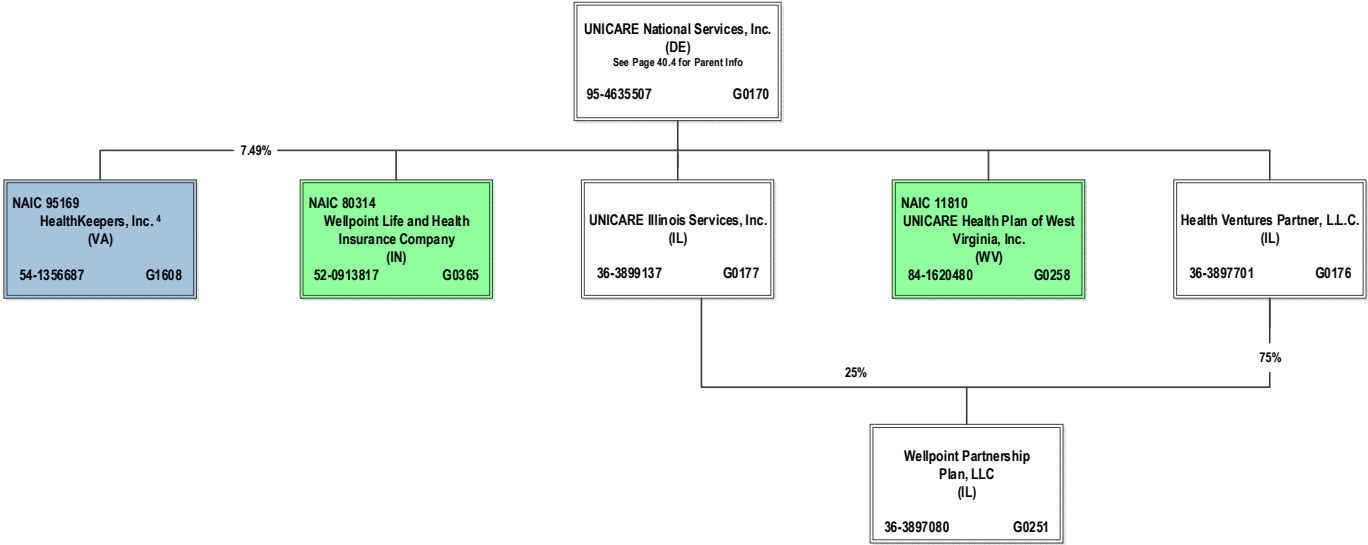 UNICARE National Services, Inc.
(DE)
See Page 40.4 for Parent Info
95-4635507 G0170
7.49%
NAIC 95169
HealthKeepers, Inc. 4
(VA)
54-1356687 G1608
NAIC 80314
Wellpoint Life and Health
Insurance Company
(IN)
52-0913817 G0365
UNICARE Illinois Services, Inc.
(IL)
36-3899137 G0177
NAIC 11810
UNICARE Health Plan of West
Virginia, Inc.
(WV)
84-1620480 G0258
Health Ventures Partner, L.L.C.
(IL)
36-3897701 G0176
25%
75%
Wellpoint Partnership
Plan, LLC
(IL)
36-3897080 G0251